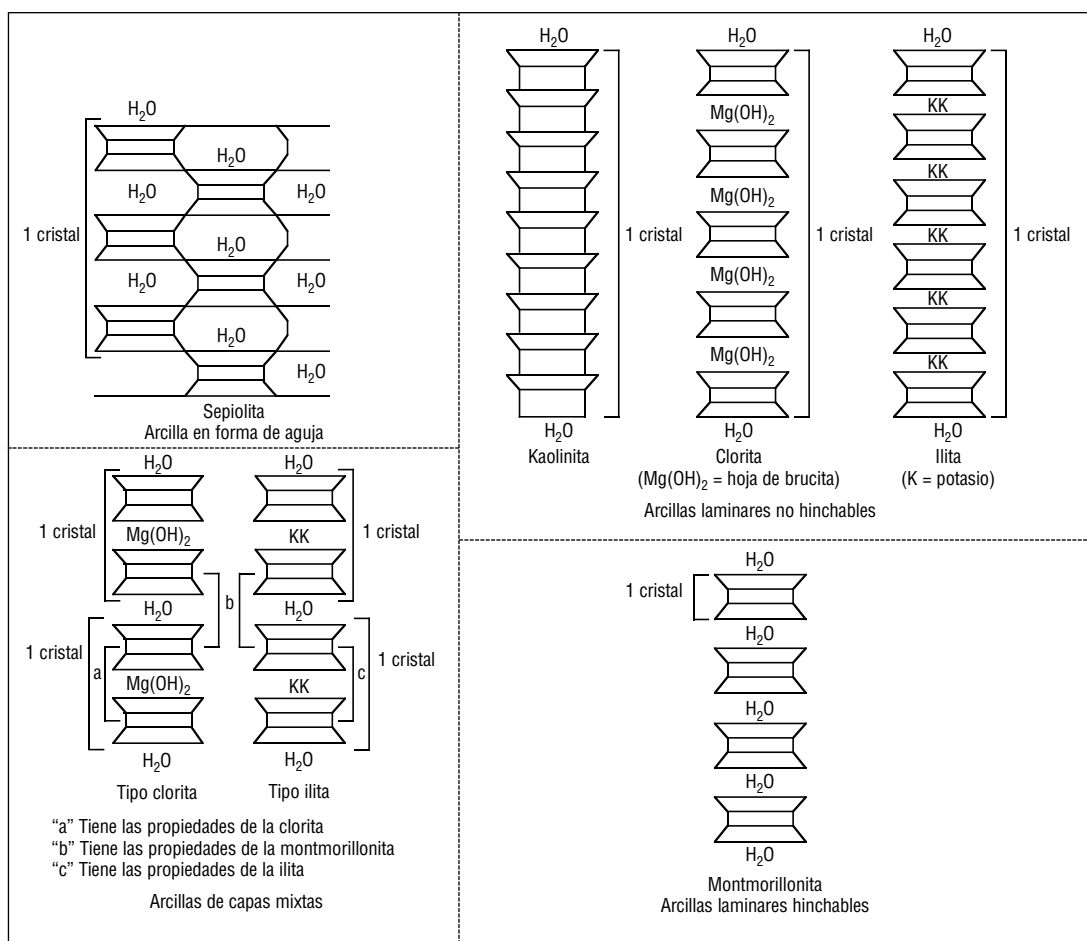 H₂O
H₂O
H₂O H₂O
1 cristal
H₂O
H₂O H₂O
H₂O
H₂O
Sepiolita
Arcilla en forma de aguja
H₂O H₂O H₂O
Mg(OH)₂ KK
Mg(OH)₂ KK
1 cristal 1 cristal KK 1 cristal
Mg(OH)₂ KK
Mg(OH)₂ KK
H₂O H₂O H₂O
Kaolinita Clorita Ilita
(Mg(OH)₂ = hoja de brucita) (K = potasio)
Arcillas laminares no hinchables
H₂O H₂O
1 cristal Mg(OH)₂ KK 1 cristal
H₂O b H₂O
1 cristal a Mg(OH)₂ KK c 1 cristal
H₂O H₂O
Tipo clorita Tipo ilita
“a” Tiene las propiedades de la clorita
“b” Tiene las propiedades de la montmorillonita
“c” Tiene las propiedades de la ilita
Arcillas de capas mixtas
H₂O
1 cristal
H₂O
H₂O
H₂O
H₂O
Montmorillonita
Arcillas laminares hinchables